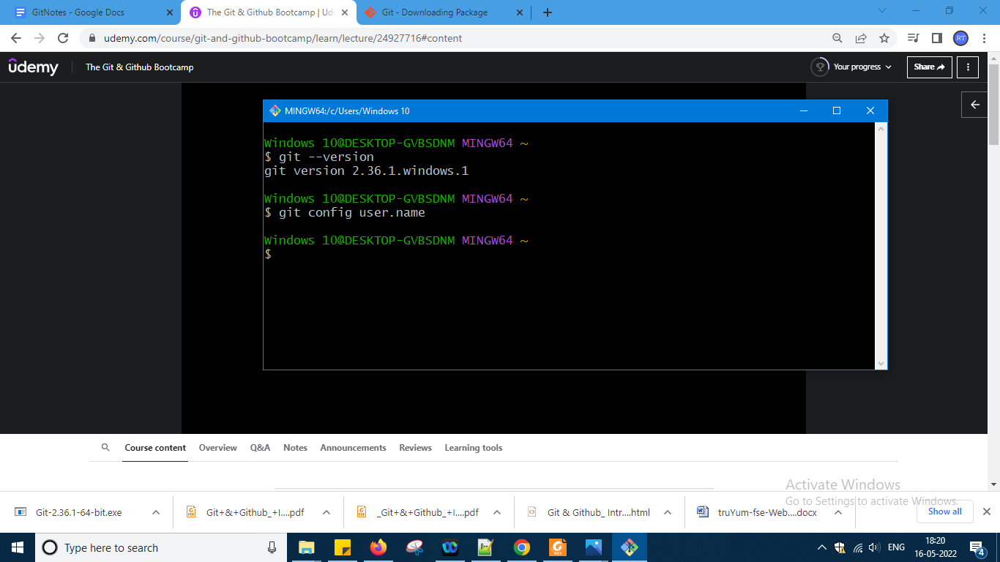 GitNotes - Google Docs
The Git & Github Bootcamp | Ud
Git - Downloading Package
udemy.com/course/git-and-github-bootcamp/learn/lecture/24927716#content
RT
udemy
The Git & Github Bootcamp
Your progress
Share
MINGW64:/c/Users/Windows 10
Windows 10@DESKTOP-GVBSDNM MINGW64 ~
$ git --version
git version 2.36.1.windows.1
Windows 10@DESKTOP-GVBSDNM MINGW64 ~
$ git config user.name
Windows 10@DESKTOP-GVBSDNM MINGW64 ~
$
Course content Overview Q&A Notes Announcements Reviews Learning tools
Activate Windows
Go to Settings to activate Windows.
Git-2.36.1-64-bit.exe
Git+&+Github_+I....pdf
_Git+&+Github_+I....pdf
Git & Github_ Intr....html
truYum-fse-Web....docx
Show all
Type here to search
ENG
18:20
16-05-2022
4